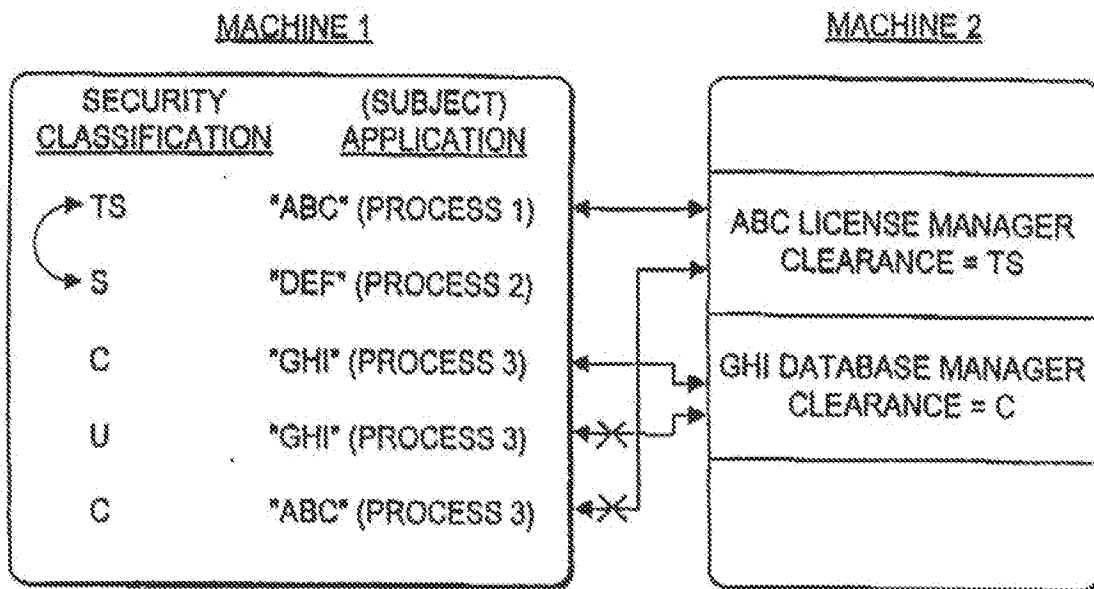 MACHINE 1
MACHINE 2
SECURITY
CLASSIFICATION
(SUBJECT)
APPLICATION
TS "ABC" (PROCESS 1)
S "DEF" (PROCESS 2)
C "GHI" (PROCESS 3)
U "GHI" (PROCESS 3)
C "ABC" (PROCESS 3)
ABC LICENSE MANAGER
CLEARANCE = TS
GHI DATABASE MANAGER
CLEARANCE = C